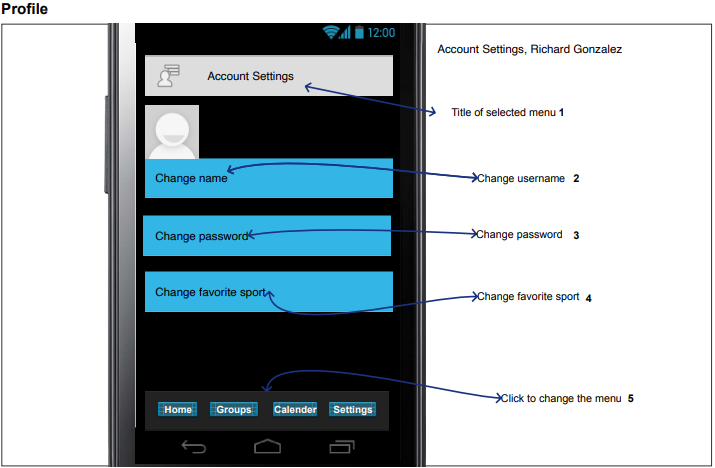 Profile
12:00
Account Settings, Richard Gonzalez
Account Settings
Title of selected menu 1
Change name
Change username 2
Change password
Change password 3
Change favorite sport
Change favorite sport 4
Home Groups Calender Settings
Click to change the menu 5